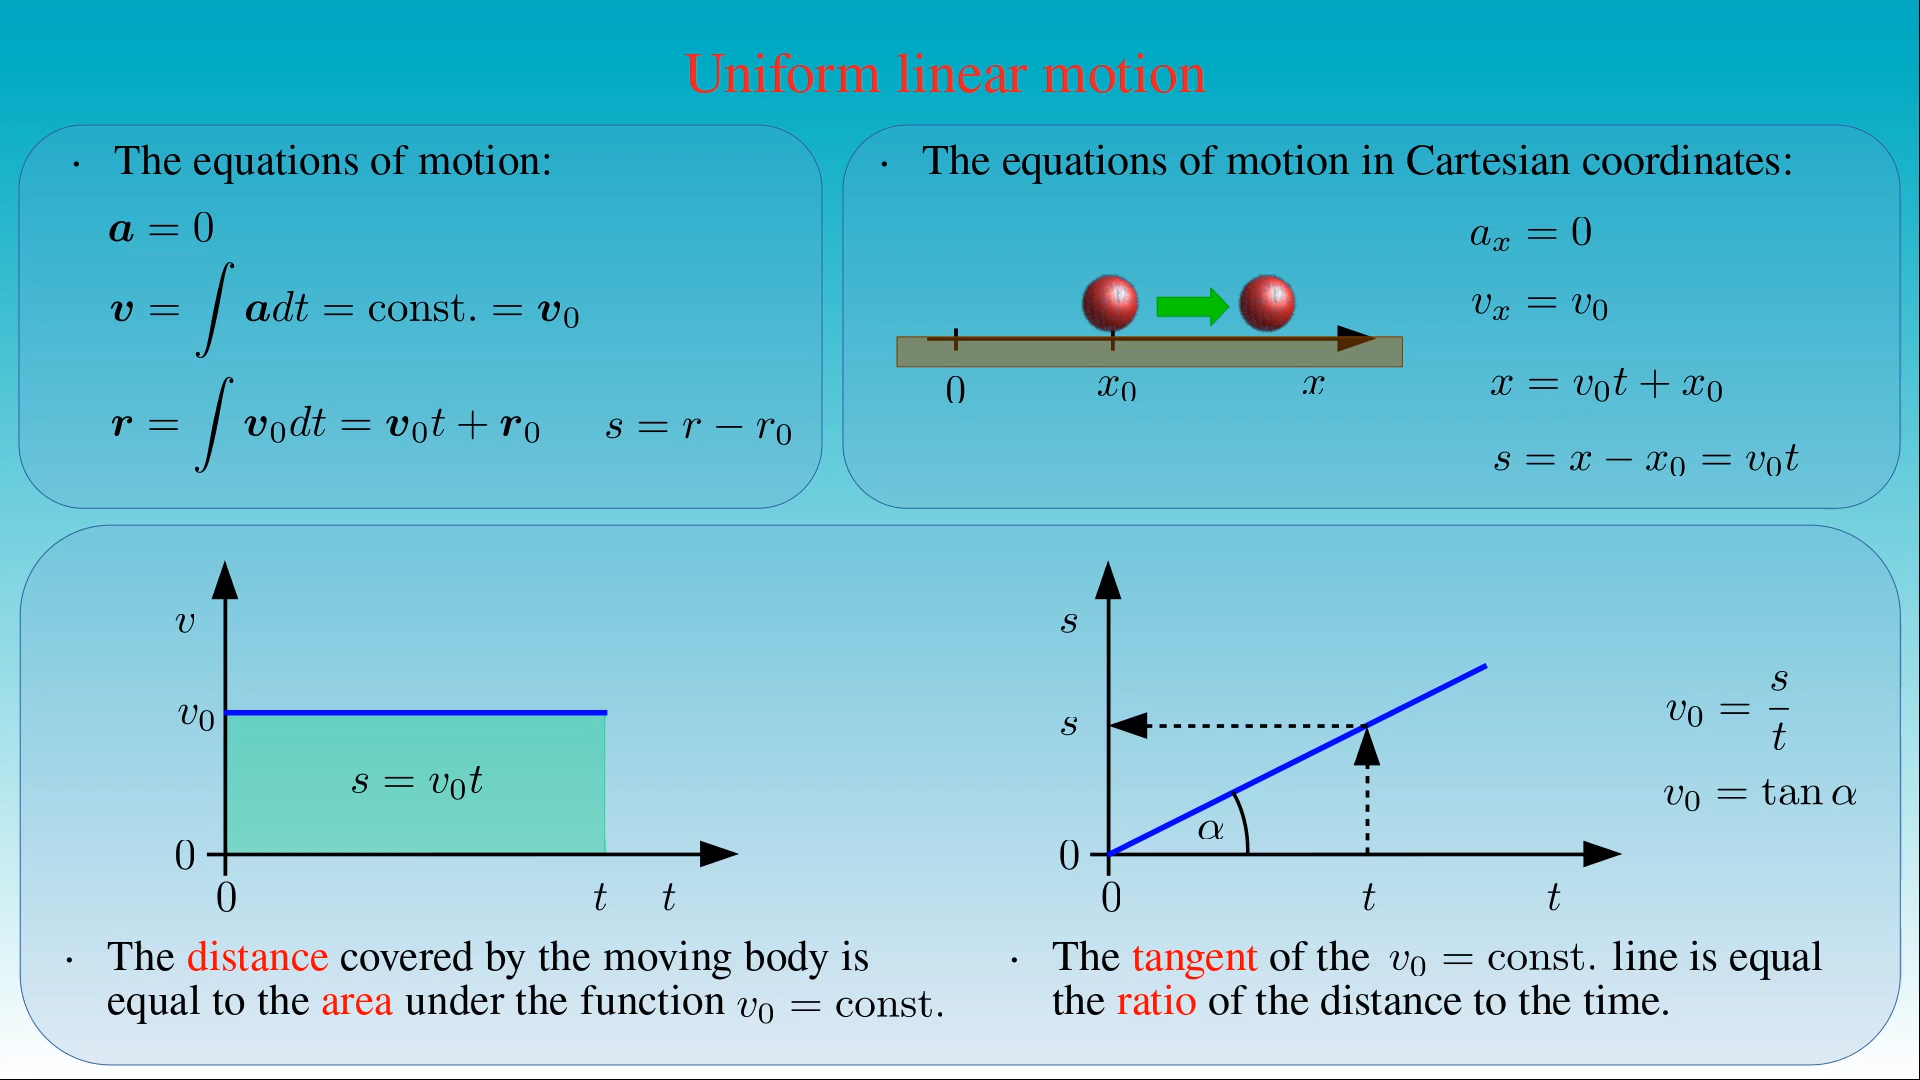 Uniform linear motion
· The equations of motion:
a = 0
v = ∫ adt = const. = v₀
r = ∫ v₀dt = v₀t + r₀ s = r − r₀
· The equations of motion in Cartesian coordinates:
aₓ = 0
vₓ = v₀
x = v₀t + x₀
s = x − x₀ = v₀t
0 x₀ x
v
v₀
s = v₀t
0
0 t t
s
s
α
0
0 t t
v₀ = s/t
v₀ = tan α
· The distance covered by the moving body is
equal to the area under the function v₀ = const.
· The tangent of the v₀ = const. line is equal
the ratio of the distance to the time.